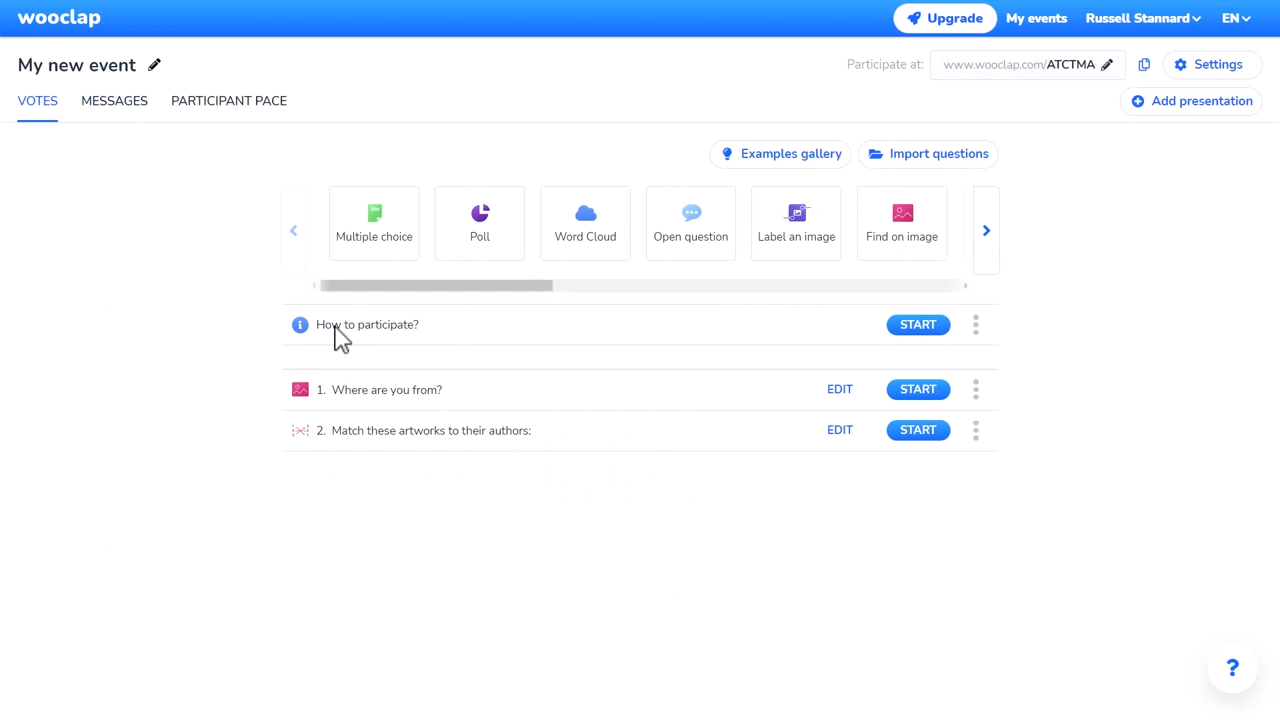 wooclap
Upgrade
My events
Russell Stannard
EN
My new event
Participate at:
www.wooclap.com/ATCTMA
Settings
VOTES
MESSAGES
PARTICIPANT PACE
Add presentation
Examples gallery
Import questions
Multiple choice
Poll
Word Cloud
Open question
Label an image
Find on image
How to participate?
START
1. Where are you from?
EDIT
START
2. Match these artworks to their authors:
EDIT
START
?